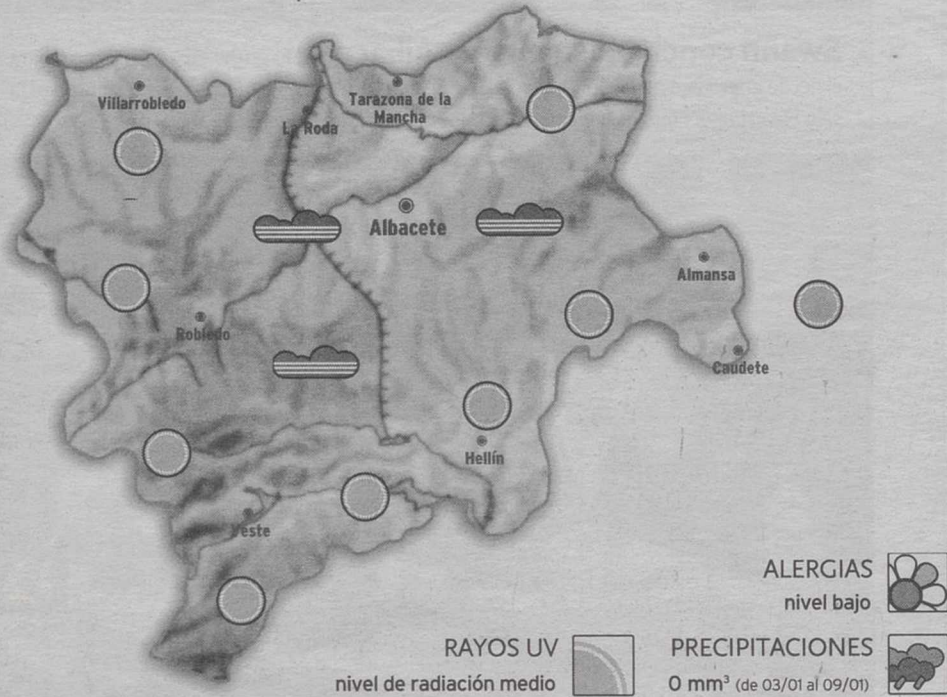 Villarrobledo
Tarazona de la
Mancha
La Roda
Albacete
Almansa
Robledo
Caudete
Hellín
Yeste
ALERGIAS
nivel bajo
RAYOS UV
nivel de radiación medio
PRECIPITACIONES
0 mm³ (de 03/01 al 09/01)